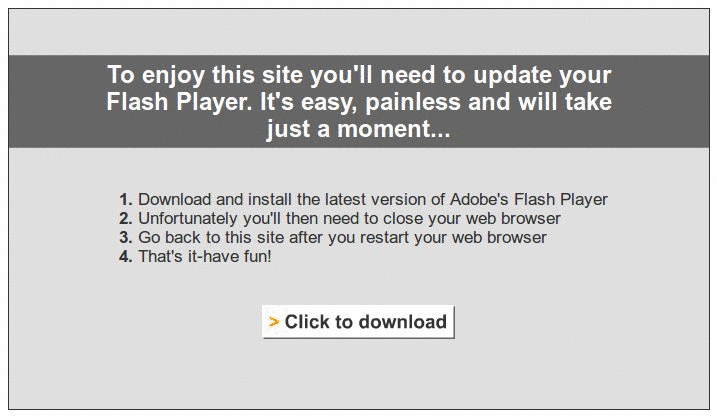 To enjoy this site you'll need to update your
Flash Player. It's easy, painless and will take
just a moment...
1. Download and install the latest version of Adobe's Flash Player
2. Unfortunately you'll then need to close your web browser
3. Go back to this site after you restart your web browser
4. That's it-have fun!
> Click to download